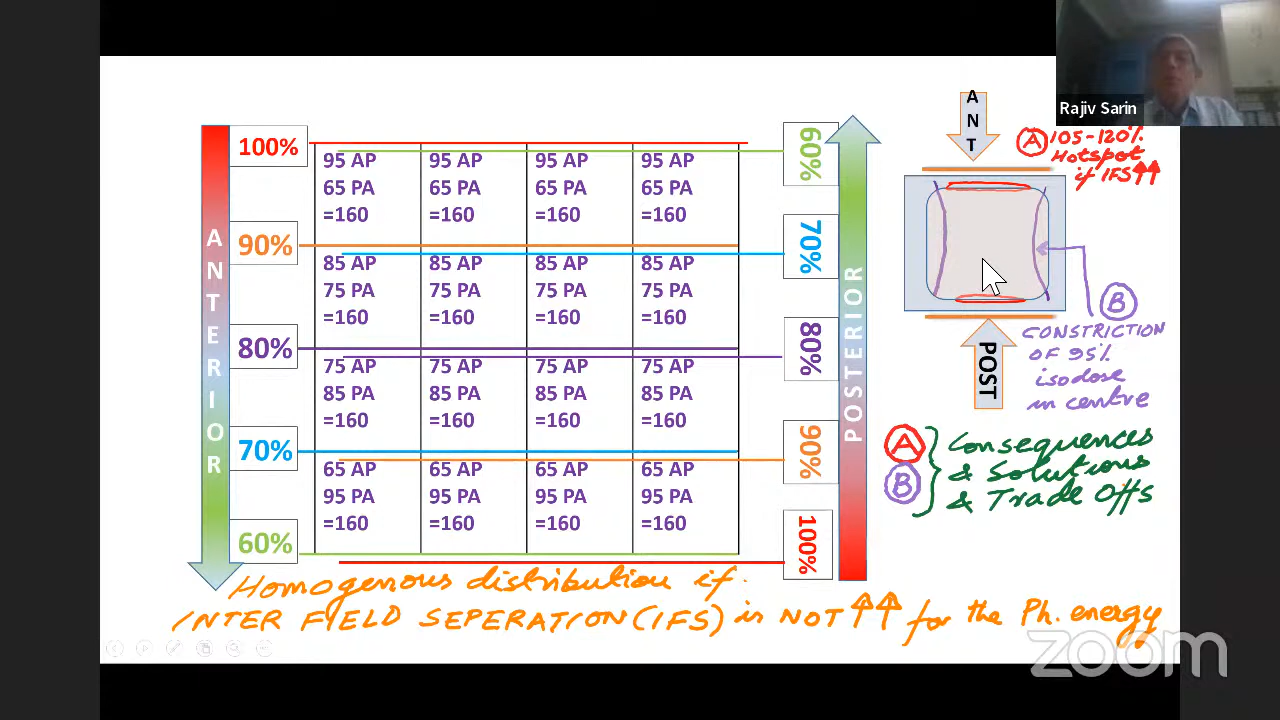 Rajiv Sarin
ANTERIOR
100%
90%
80%
70%
60%
95 AP 95 AP 95 AP 95 AP
65 PA 65 PA 65 PA 65 PA
=160 =160 =160 =160
85 AP 85 AP 85 AP 85 AP
75 PA 75 PA 75 PA 75 PA
=160 =160 =160 =160
75 AP 75 AP 75 AP 75 AP
85 PA 85 PA 85 PA 85 PA
=160 =160 =160 =160
65 AP 65 AP 65 AP 65 AP
95 PA 95 PA 95 PA 95 PA
=160 =160 =160 =160
60%
70%
80%
90%
100%
POSTERIOR
ANT
A 105-120%
Hotspot
if IFS ⇑⇑
POST
B
CONSTRICTION
OF 95%
isodose
in centre
A
B
Consequences
& Solutions
& Trade Offs
Homogenous distribution if
INTER FIELD SEPERATION (IFS) is NOT ⇑⇑ for the Ph. energy
zoom